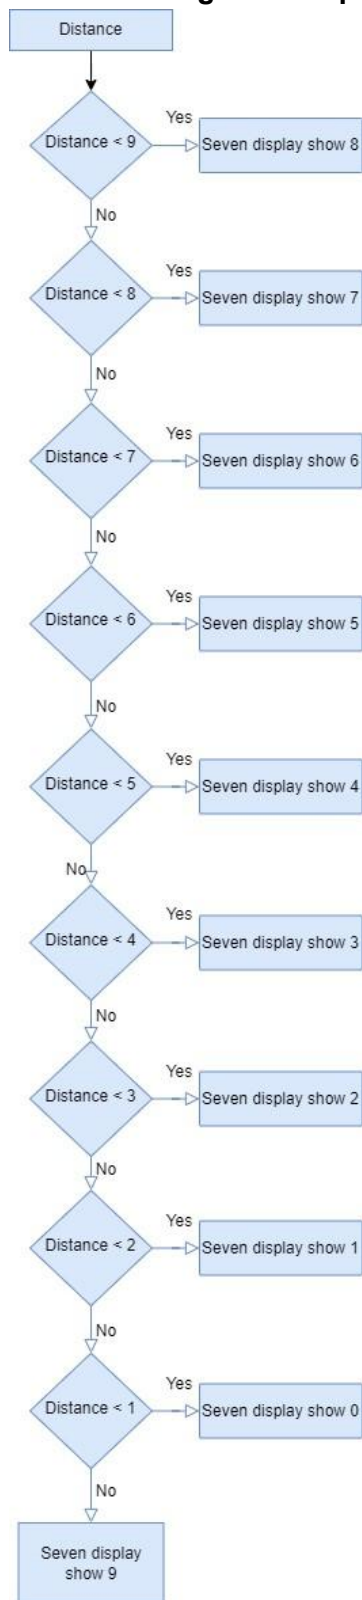 Distance
Distance < 9
Yes
Seven display show 8
No
Distance < 8
Yes
Seven display show 7
No
Distance < 7
Yes
Seven display show 6
No
Distance < 6
Yes
Seven display show 5
No
Distance < 5
Yes
Seven display show 4
No
Distance < 4
Yes
Seven display show 3
No
Distance < 3
Yes
Seven display show 2
No
Distance < 2
Yes
Seven display show 1
No
Distance < 1
Yes
Seven display show 0
No
Seven display
show 9